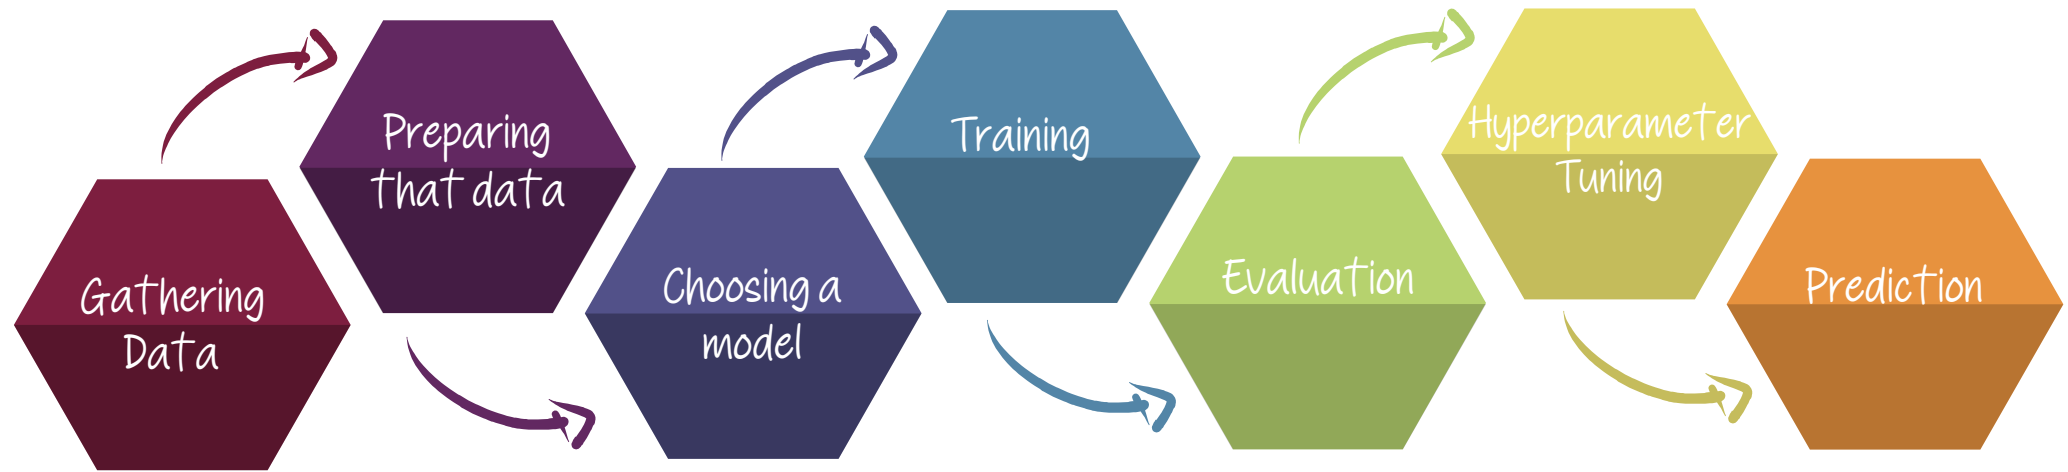 Gathering
Data
Preparing
that data
Choosing a
model
Training
Evaluation
Hyperparameter
Tuning
Prediction